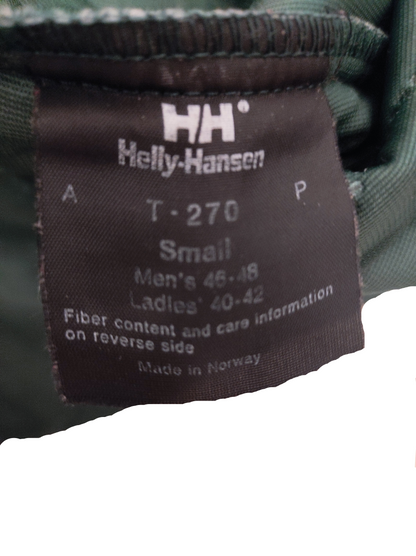 HH®
Helly-Hansen
A P
T-270
Small
Men's 46-48
Ladies' 40-42
Fiber content and care information
on reverse side
Made in Norway